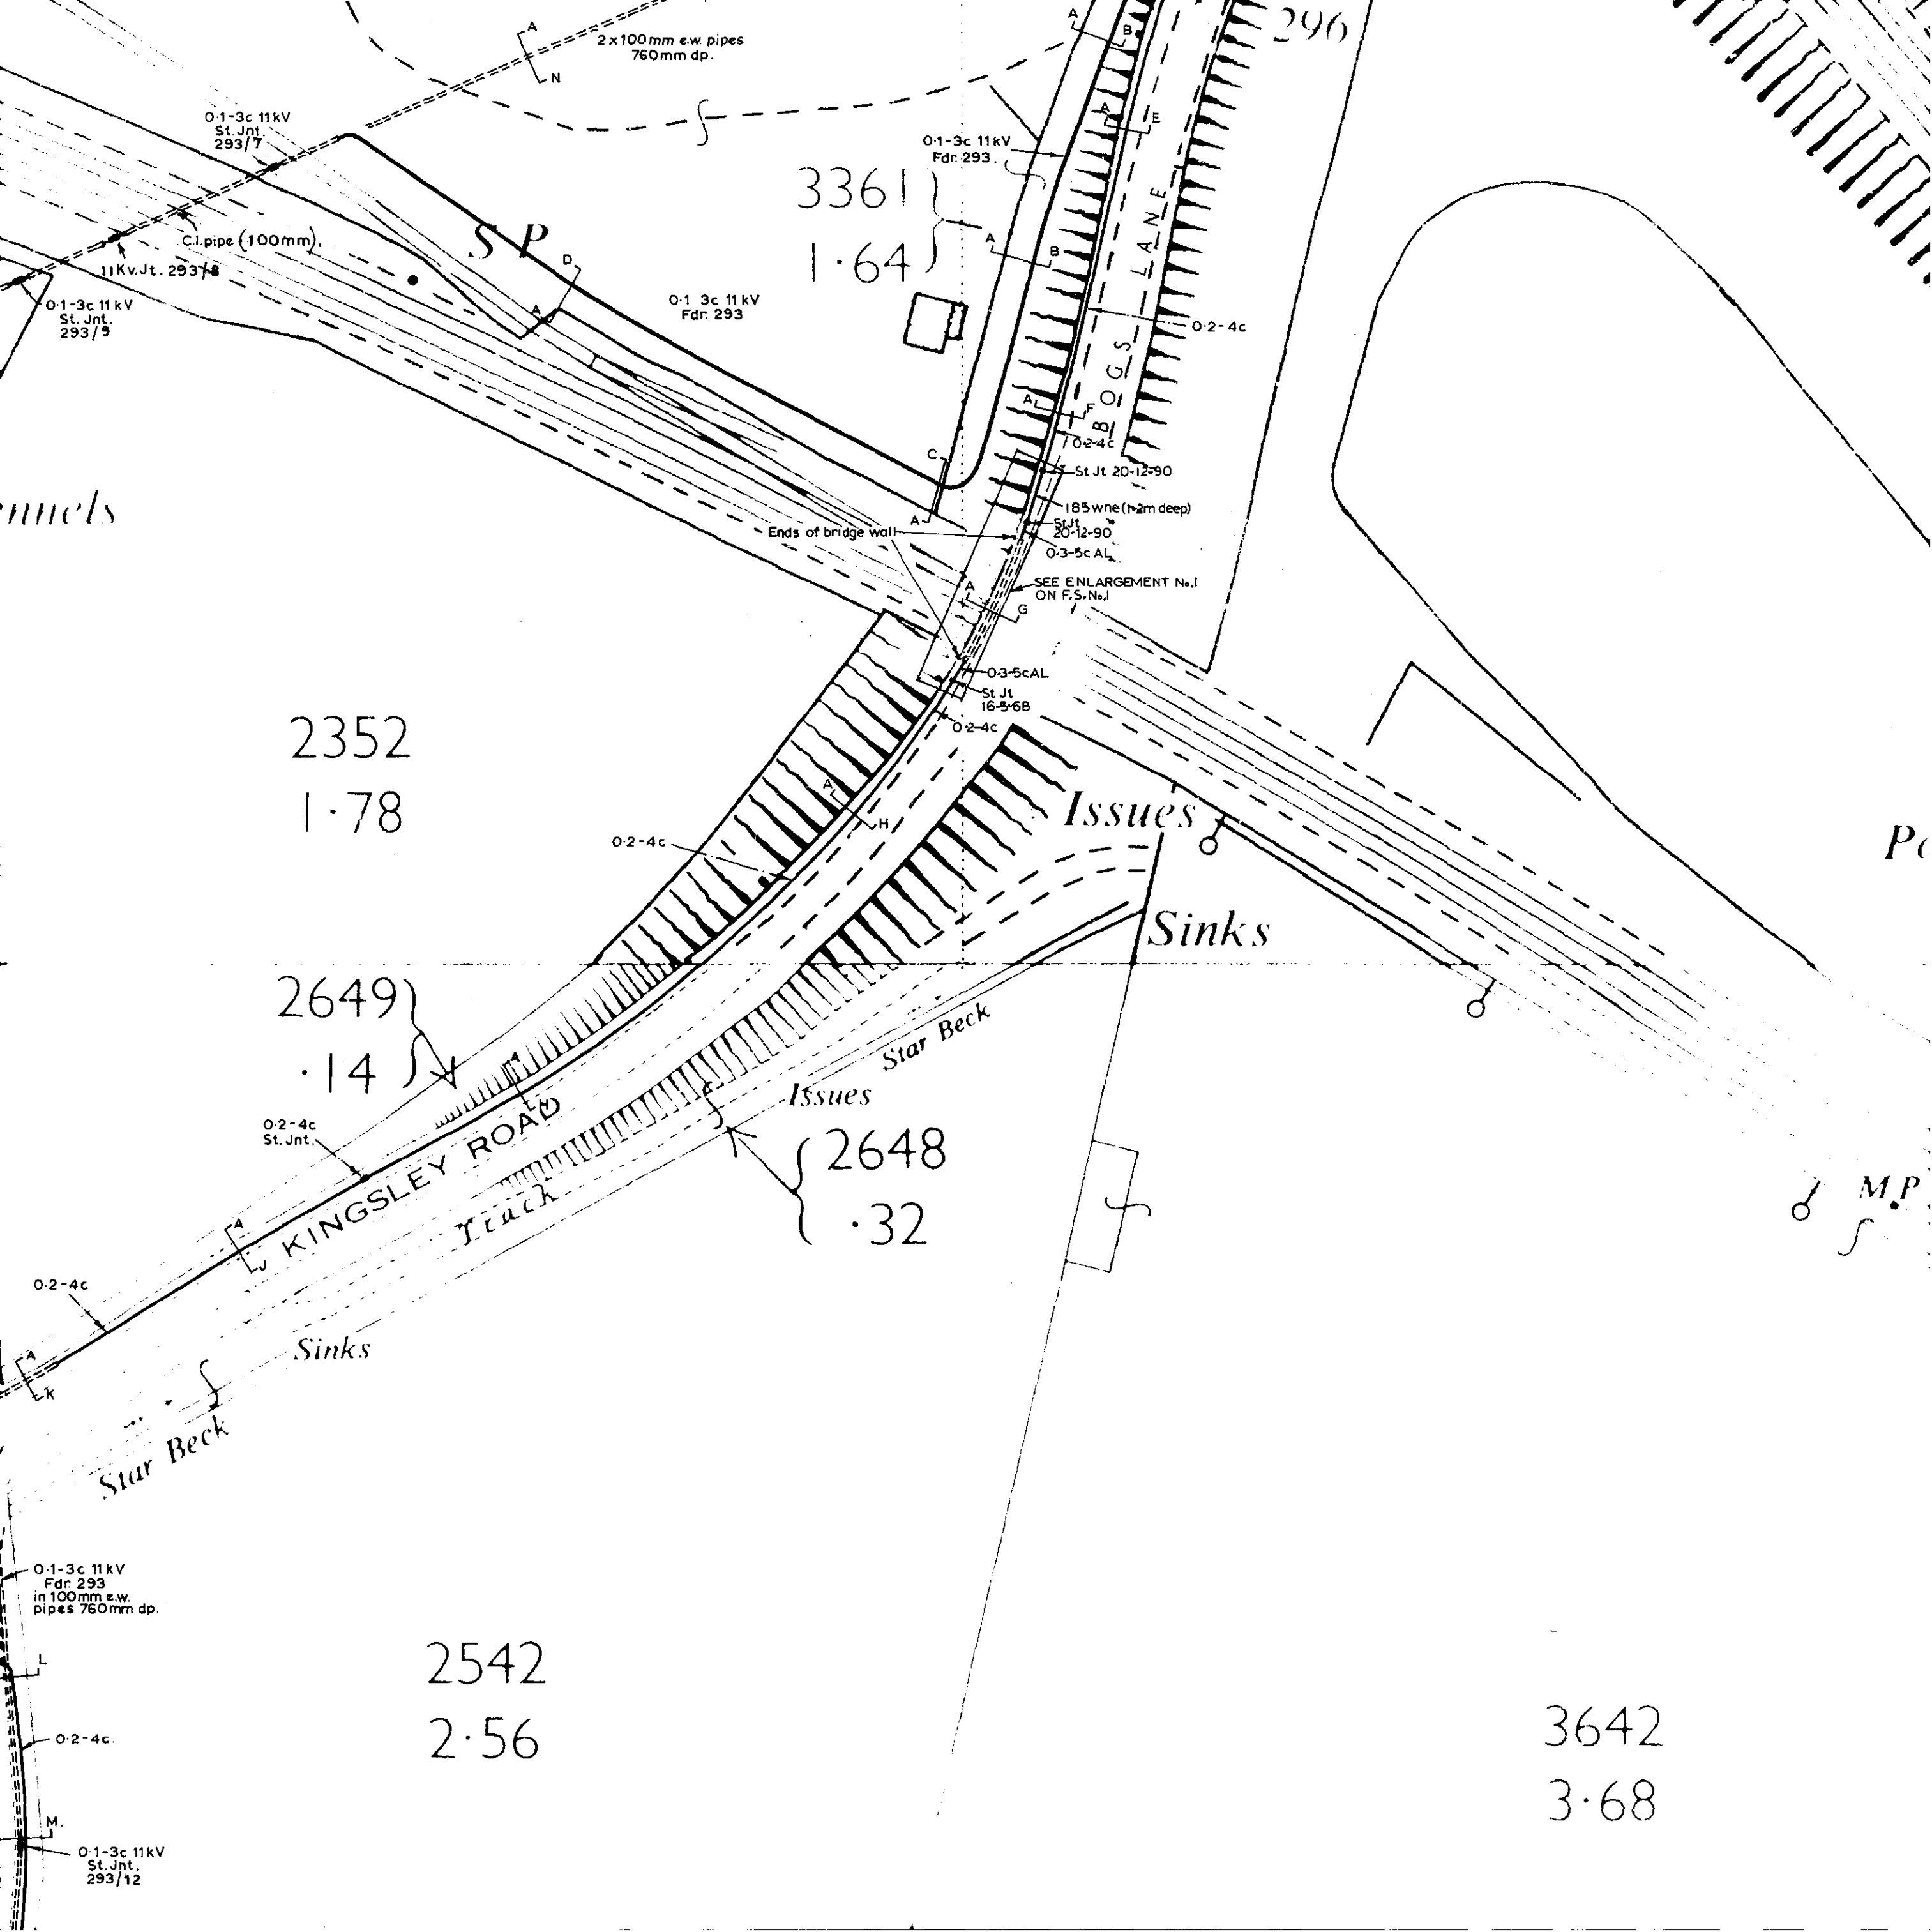 296
A
B
A
N
2 x 100mm e.w. pipes
760mm dp.
0·1-3c 11kV
St. Jnt.
293/7
C.I. pipe (100mm).
11Kv. Jt. 293/8
0·1-3c 11kV
St. Jnt.
293/9
S P
D
A
0·1 3c 11kV
Fdr. 293
0·1-3c 11kV
Fdr. 293.
3361
1·64
A
E
A
B
BOGS LANE
0·2-4c
A
F
0·2-4c
C
A
St Jt 20-12-90
185 wne (1·2m deep)
St Jt
20-12-90
0·3-5c AL
Ends of bridge wall
SEE ENLARGEMENT No.1
ON F.S. No.1
A
G
0·3-5c AL
St Jt
16-5-68
0·2-4c
2352
1·78
A
H
0·2-4c
Issues
Sinks
2649
·14
Star Beck
Issues
2648
·32
0·2-4c
St. Jnt.
KINGSLEY ROAD
Track
A
J
0·2-4c
A
K
Sinks
Star Beck
M.P
0·1-3c 11kV
Fdr. 293
in 100mm e.w.
pipes 760mm dp.
L
2542
2·56
0·2-4c.
M.
0·1-3c 11kV
St. Jnt.
293/12
3642
3·68